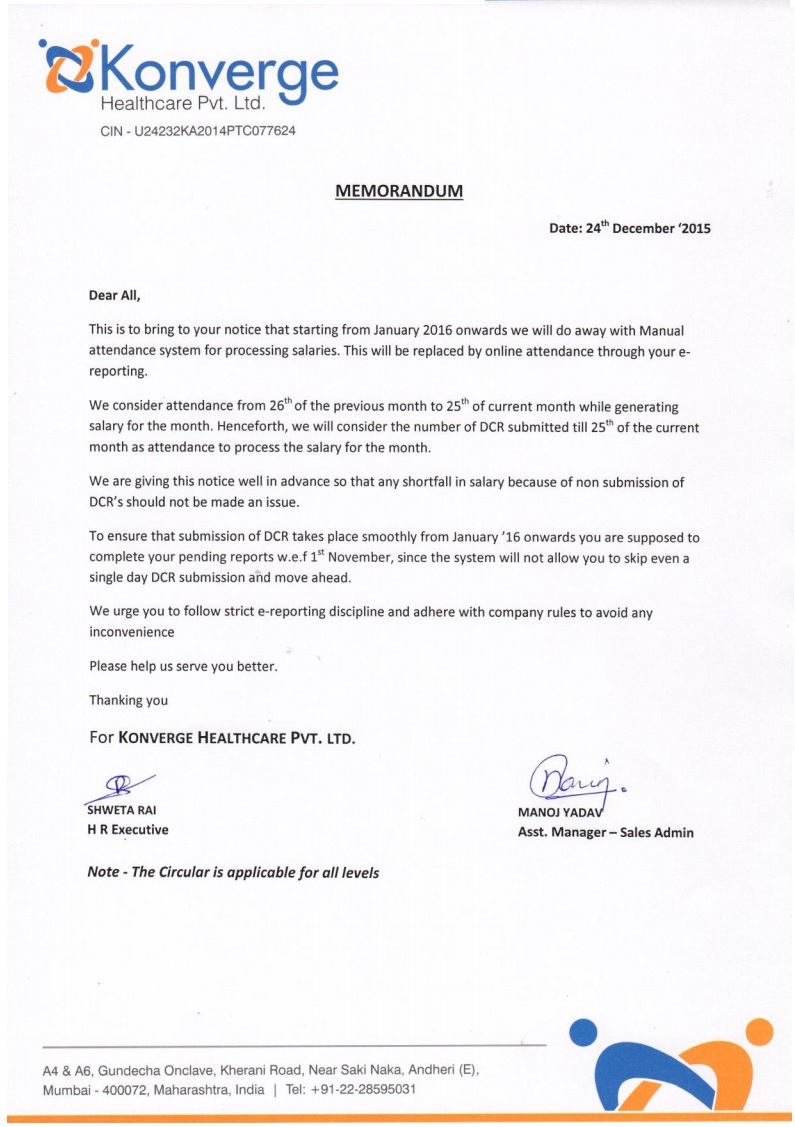 Konverge
Healthcare Pvt. Ltd.
CIN - U24232KA2014PTC077624
MEMORANDUM
Date: 24th December ‘2015
Dear All,
This is to bring to your notice that starting from January 2016 onwards we will do away with Manual
attendance system for processing salaries. This will be replaced by online attendance through your e-
reporting.
We consider attendance from 26th of the previous month to 25th of current month while generating
salary for the month. Henceforth, we will consider the number of DCR submitted till 25th of the current
month as attendance to process the salary for the month.
We are giving this notice well in advance so that any shortfall in salary because of non submission of
DCR’s should not be made an issue.
To ensure that submission of DCR takes place smoothly from January ’16 onwards you are supposed to
complete your pending reports w.e.f 1st November, since the system will not allow you to skip even a
single day DCR submission and move ahead.
We urge you to follow strict e-reporting discipline and adhere with company rules to avoid any
inconvenience
Please help us serve you better.
Thanking you
For KONVERGE HEALTHCARE PVT. LTD.
SHWETA RAI
H R Executive
Manoj.
MANOJ YADAV
Asst. Manager – Sales Admin
Note - The Circular is applicable for all levels
A4 & A6, Gundecha Onclave, Kherani Road, Near Saki Naka, Andheri (E),
Mumbai - 400072, Maharashtra, India | Tel: +91-22-28595031